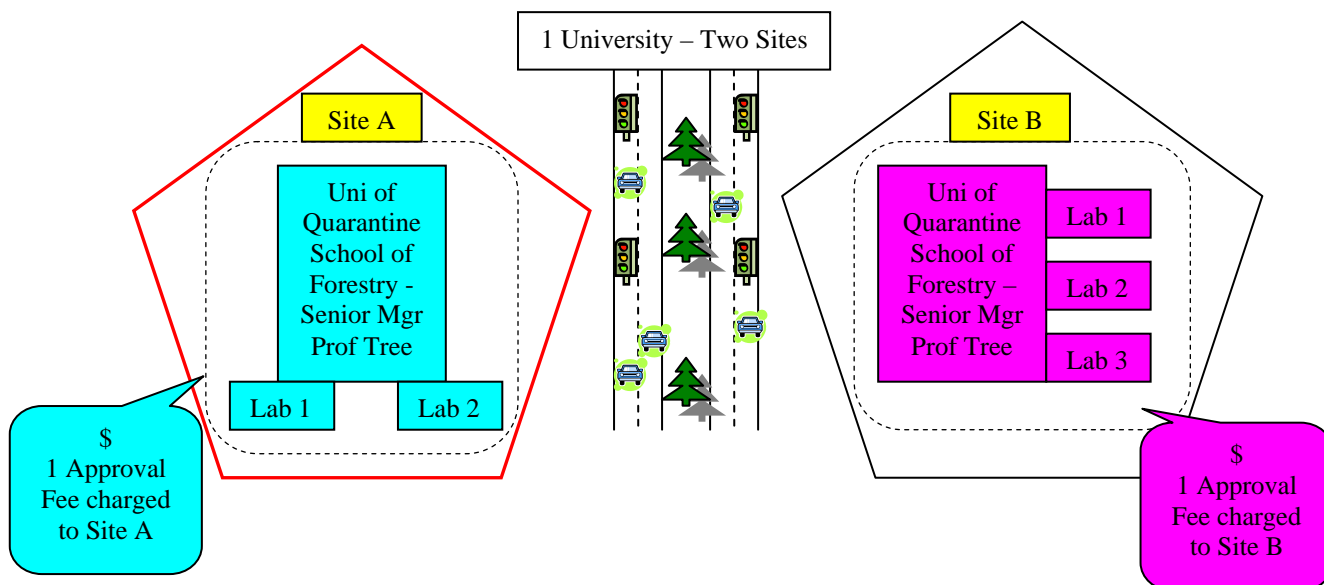 1 University – Two Sites
Site A
Uni of
Quarantine
School of
Forestry -
Senior Mgr
Prof Tree
Lab 1
Lab 2
$
1 Approval
Fee charged
to Site A
Site B
Uni of
Quarantine
School of
Forestry –
Senior Mgr
Prof Tree
Lab 1
Lab 2
Lab 3
$
1 Approval
Fee charged
to Site B